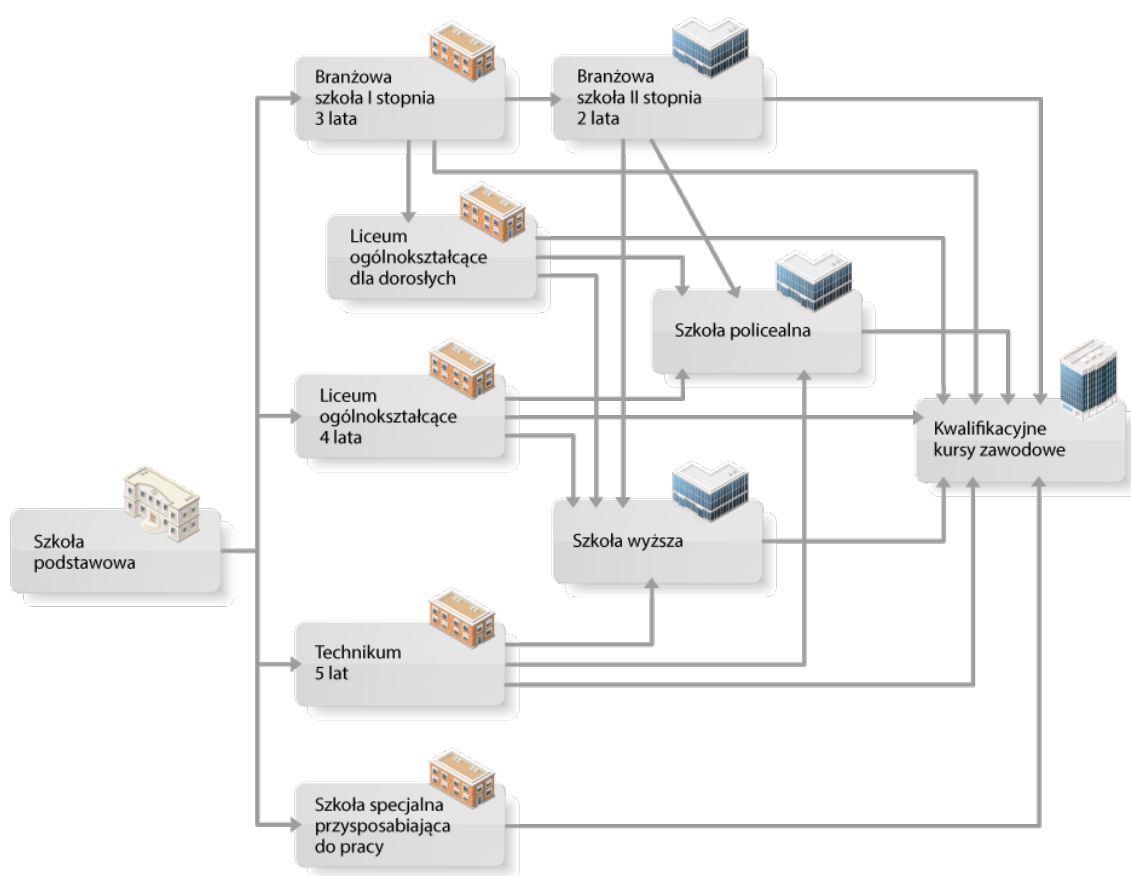 Branżowa
szkoła I stopnia
3 lata
Branżowa
szkoła II stopnia
2 lata
Liceum
ogólnokształcące
dla dorosłych
Szkoła policealna
Liceum
ogólnokształcące
4 lata
Kwalifikacyjne
kursy zawodowe
Szkoła
podstawowa
Szkoła wyższa
Technikum
5 lat
Szkoła specjalna
przysposabiająca
do pracy